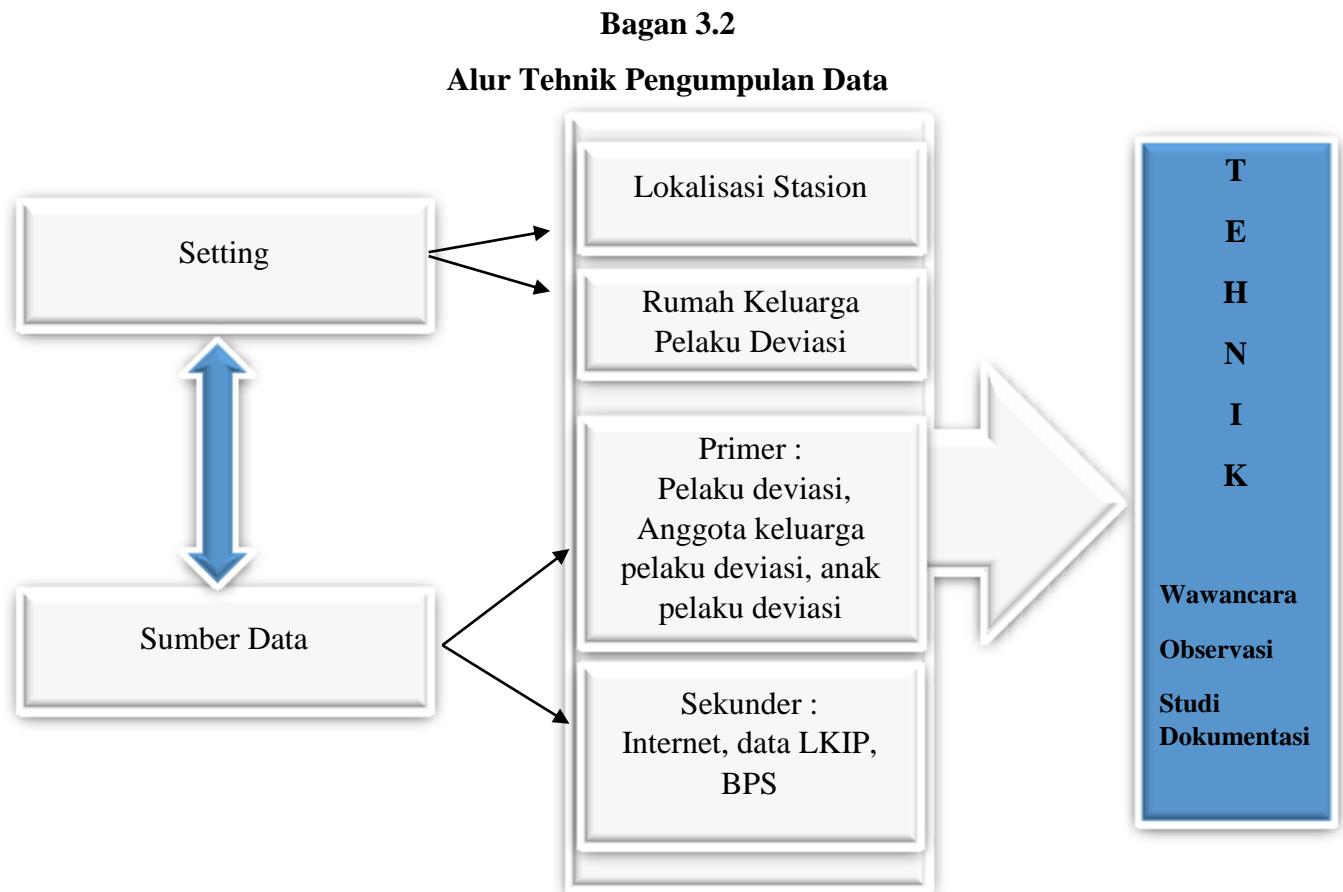 Bagan 3.2
Alur Tehnik Pengumpulan Data
Setting
Lokalisasi Stasion
Rumah Keluarga
Pelaku Deviasi
Sumber Data
Primer :
Pelaku deviasi,
Anggota keluarga
pelaku deviasi, anak
pelaku deviasi
Sekunder :
Internet, data LKIP,
BPS
T
E
H
N
I
K
Wawancara
Observasi
Studi
Dokumentasi